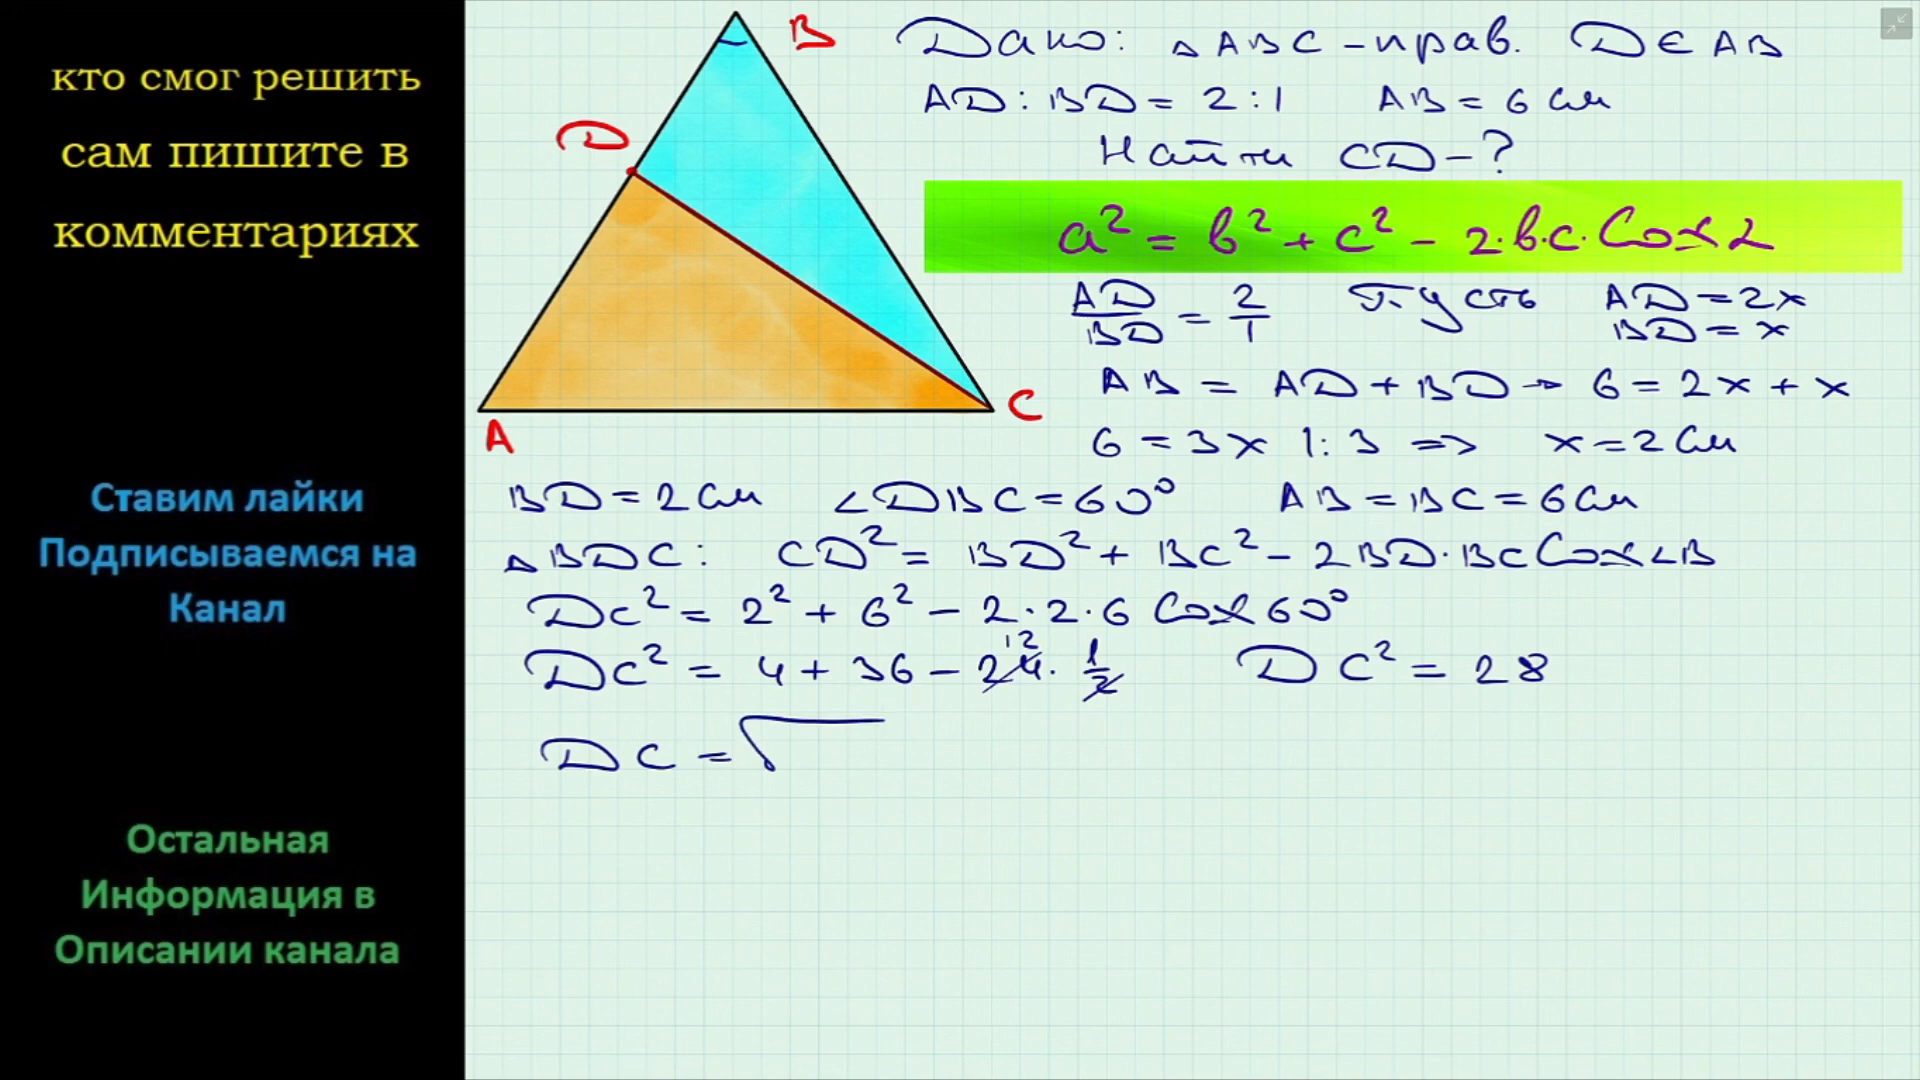 кто смог решить
сам пишите в
комментариях
Ставим лайки
Подписываемся на
Канал
Остальная
Информация в
Описании канала
B
D
A
C
Дано: △ABC – прав. D∈AB
AD:BD = 2:1 AB = 6 см
Найти CD – ?
a² = b² + c² – 2·b·c·Cos α
AD/BD = 2/1 Пусть AD = 2x
BD = x
AB = AD + BD → 6 = 2x + x
6 = 3x |:3 => x = 2 см
BD = 2 см ∠DBC = 60° AB = BC = 6 см
△BDC: CD² = BD² + BC² – 2BD·BC Cos∠B
DC² = 2² + 6² – 2·2·6 Cos 60°
DC² = 4 + 36 – 24 12 · 1/2 DC² = 28
DC = √